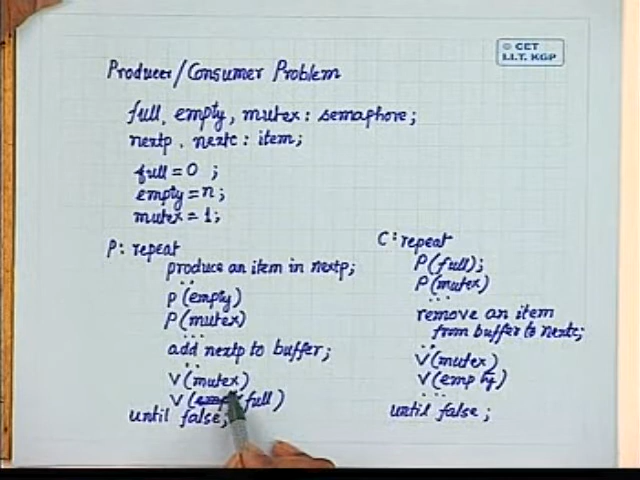 © CET
I.I.T. KGP
Producer/Consumer Problem
full, empty, mutex : semaphore;
nextp, nextc : item;
full = 0 ;
empty = n;
mutex = 1;
P : repeat
produce an item in nextp;
...
P (empty)
P (mutex)
...
add nextp to buffer;
...
V (mutex)
V (full)
until false;
C : repeat
P (full);
P (mutex)
...
remove an item
from buffer to nextc;
...
V (mutex)
V (empty)
...
until false ;